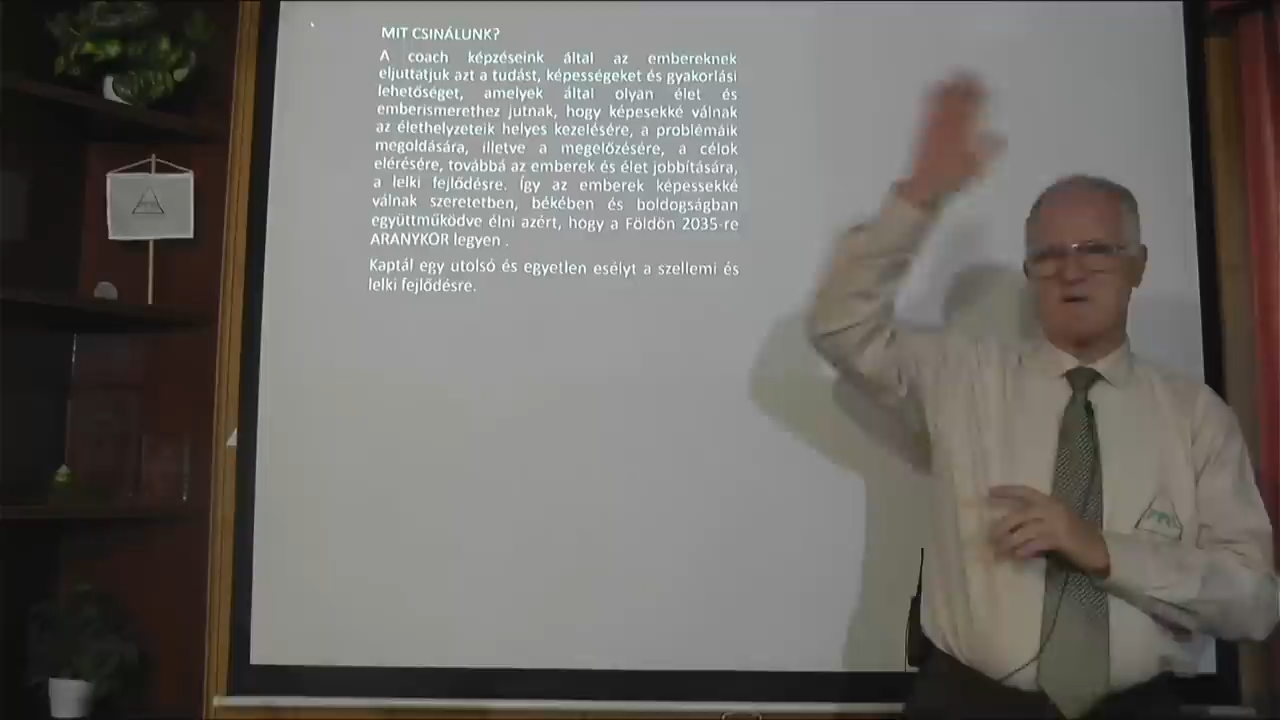 MIT CSINÁLUNK?
A coach képzéseink által az embereknek
eljuttatjuk azt a tudást, képességeket és gyakorlási
lehetőséget, amelyek által olyan élet és
emberismerethez jutnak, hogy képesekké válnak
az élethelyzeteik helyes kezelésére, a problémáik
megoldására, illetve a megelőzésére, a célok
elérésére, továbbá az emberek és élet jobbítására,
a lelki fejlődésre. Így az emberek képessekké
válnak szeretetben, békében és boldogságban
együttműködve élni azért, hogy a Földön 2035-re
ARANYKOR legyen .
Kaptál egy utolsó és egyetlen esélyt a szellemi és
lelki fejlődésre.